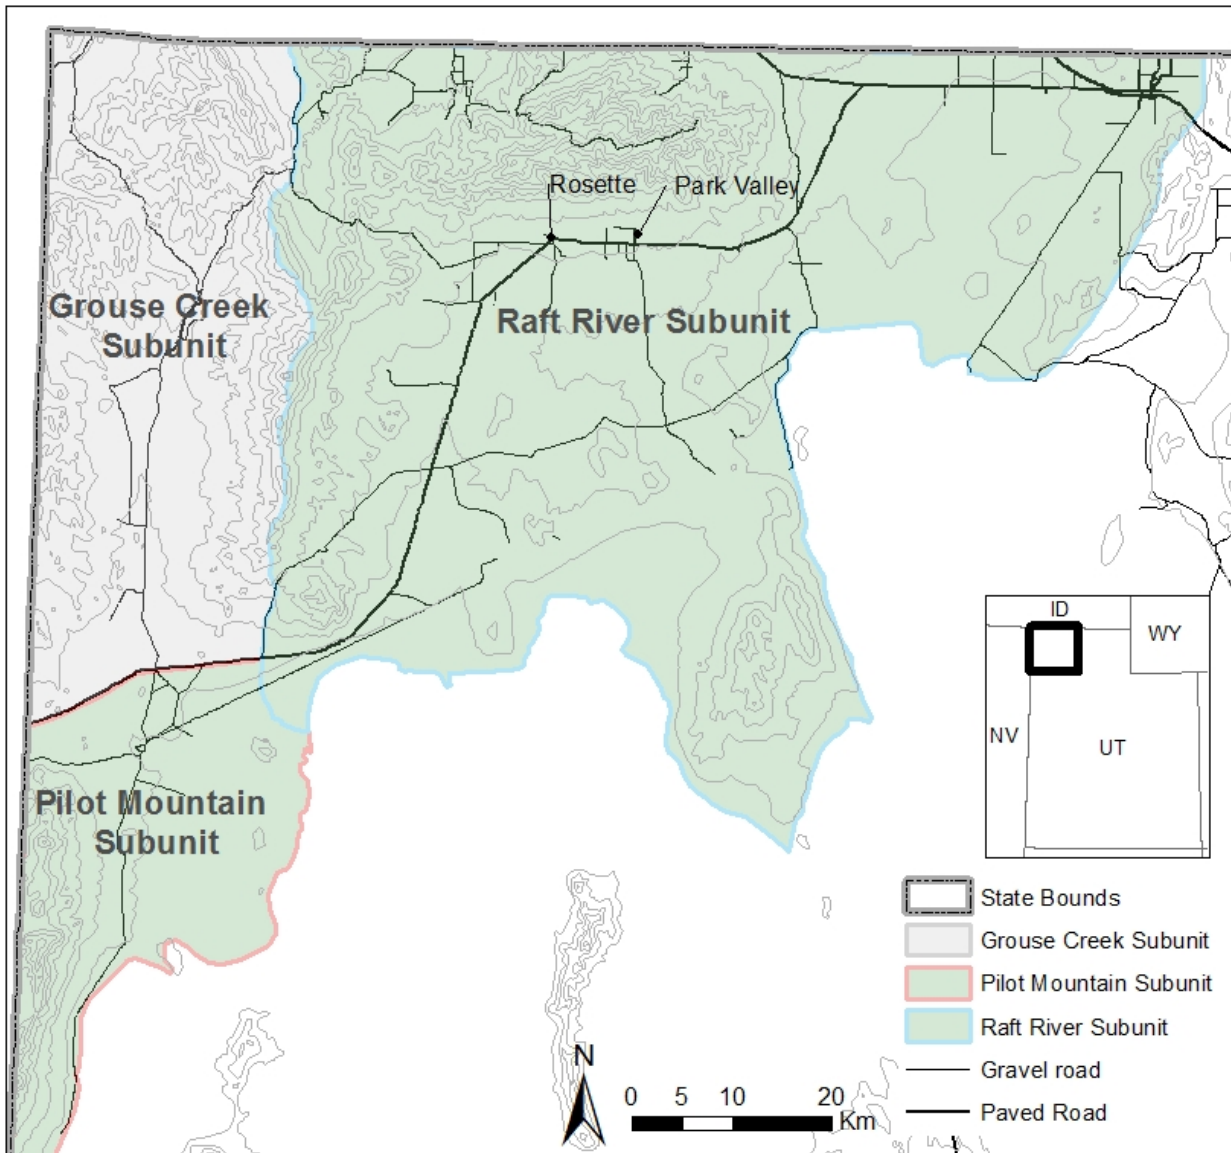 Rosette
Park Valley
Grouse Creek
Subunit
Raft River Subunit
Pilot Mountain
Subunit
ID
WY
NV
UT
State Bounds
Grouse Creek Subunit
Pilot Mountain Subunit
Raft River Subunit
Gravel road
Paved Road
N
0 5 10 20
Km